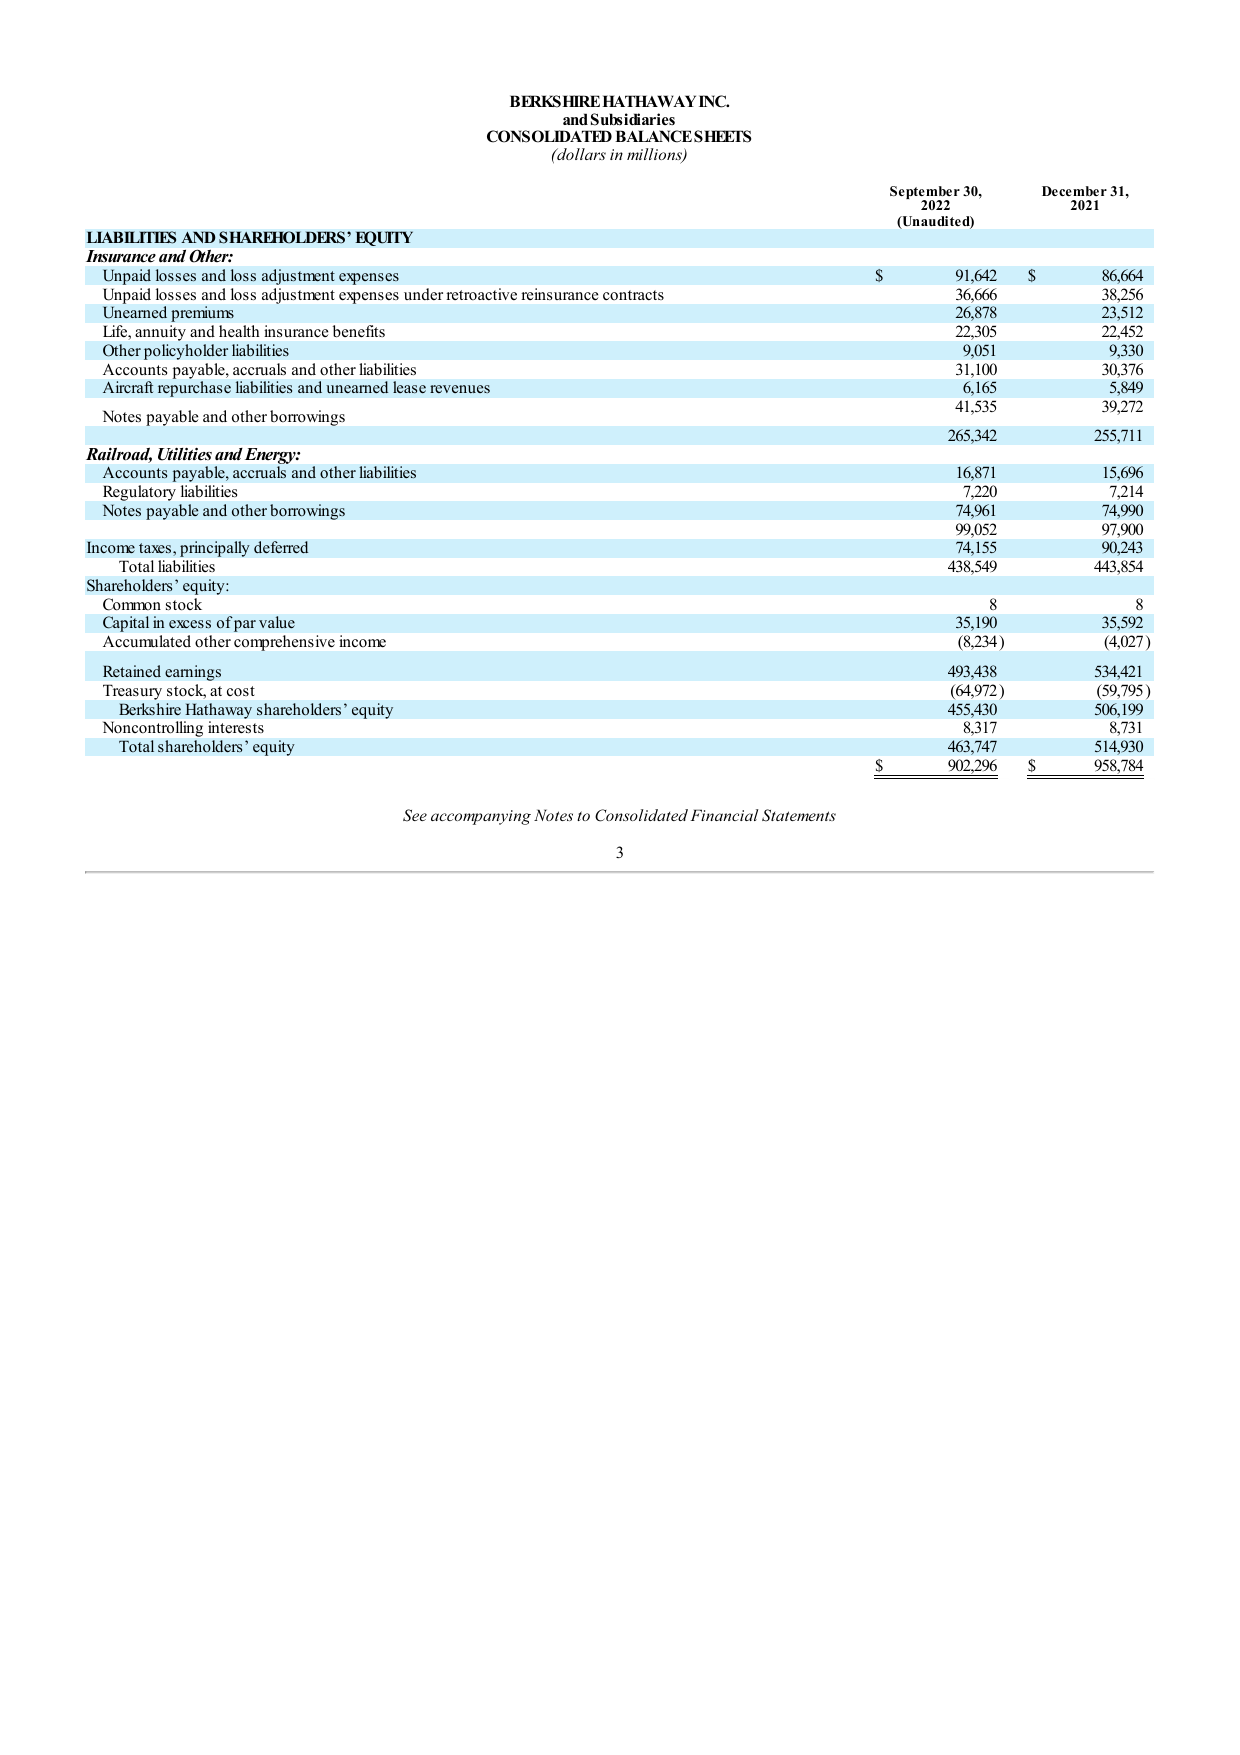 BERKSHIRE HATHAWAY INC.
and Subsidiaries
CONSOLIDATED BALANCE SHEETS
(dollars in millions)
September 30, December 31,
2022 2021
(Unaudited)
LIABILITIES AND SHAREHOLDERS’ EQUITY
Insurance and Other:
Unpaid losses and loss adjustment expenses $ 91,642 $ 86,664
Unpaid losses and loss adjustment expenses under retroactive reinsurance contracts 36,666 38,256
Unearned premiums 26,878 23,512
Life, annuity and health insurance benefits 22,305 22,452
Other policyholder liabilities 9,051 9,330
Accounts payable, accruals and other liabilities 31,100 30,376
Aircraft repurchase liabilities and unearned lease revenues 6,165 5,849
Notes payable and other borrowings 41,535 39,272
265,342 255,711
Railroad, Utilities and Energy:
Accounts payable, accruals and other liabilities 16,871 15,696
Regulatory liabilities 7,220 7,214
Notes payable and other borrowings 74,961 74,990
99,052 97,900
Income taxes, principally deferred 74,155 90,243
Total liabilities 438,549 443,854
Shareholders’ equity:
Common stock 8 8
Capital in excess of par value 35,190 35,592
Accumulated other comprehensive income (8,234) (4,027)
Retained earnings 493,438 534,421
Treasury stock, at cost (64,972) (59,795)
Berkshire Hathaway shareholders’ equity 455,430 506,199
Noncontrolling interests 8,317 8,731
Total shareholders’ equity 463,747 514,930
$ 902,296 $ 958,784
See accompanying Notes to Consolidated Financial Statements
3